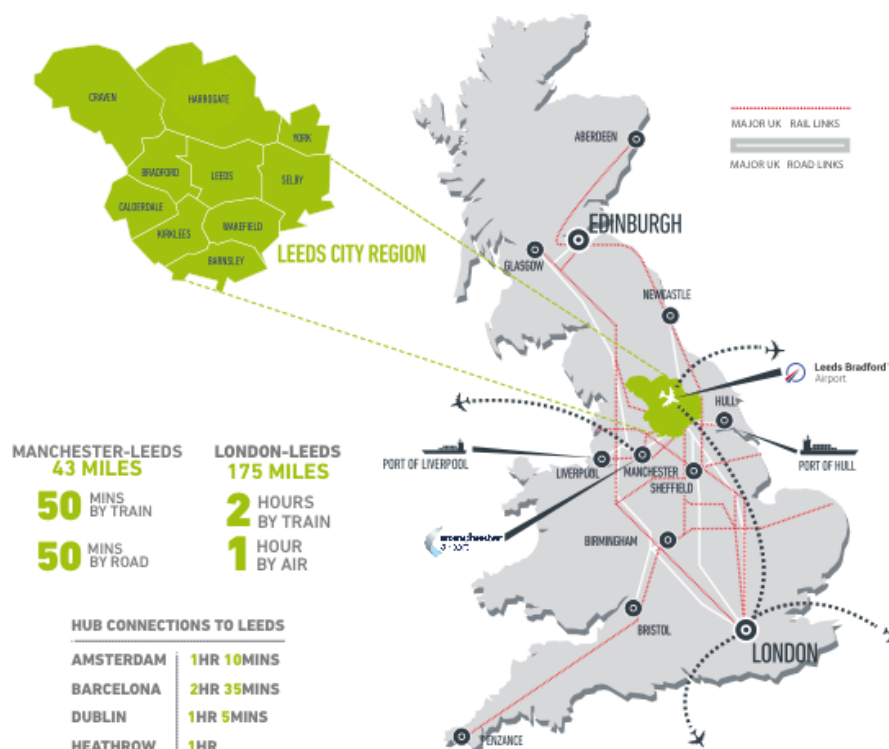 CRAVEN
HARROGATE
YORK
BRADFORD
LEEDS
SELBY
CALDERDALE
KIRKLEES
WAKEFIELD
BARNSLEY
LEEDS CITY REGION
MAJOR UK RAIL LINKS
MAJOR UK ROAD LINKS
ABERDEEN
EDINBURGH
GLASGOW
NEWCASTLE
Leeds Bradford
Airport
HULL
PORT OF LIVERPOOL
LIVERPOOL
MANCHESTER
SHEFFIELD
PORT OF HULL
manchester
airport
BIRMINGHAM
BRISTOL
LONDON
PENZANCE
MANCHESTER-LEEDS
43 MILES
50 MINS
BY TRAIN
50 MINS
BY ROAD
LONDON-LEEDS
175 MILES
2 HOURS
BY TRAIN
1 HOUR
BY AIR
HUB CONNECTIONS TO LEEDS
AMSTERDAM 1HR 10MINS
BARCELONA 2HR 35MINS
DUBLIN 1HR 5MINS
HEATHROW 1HR